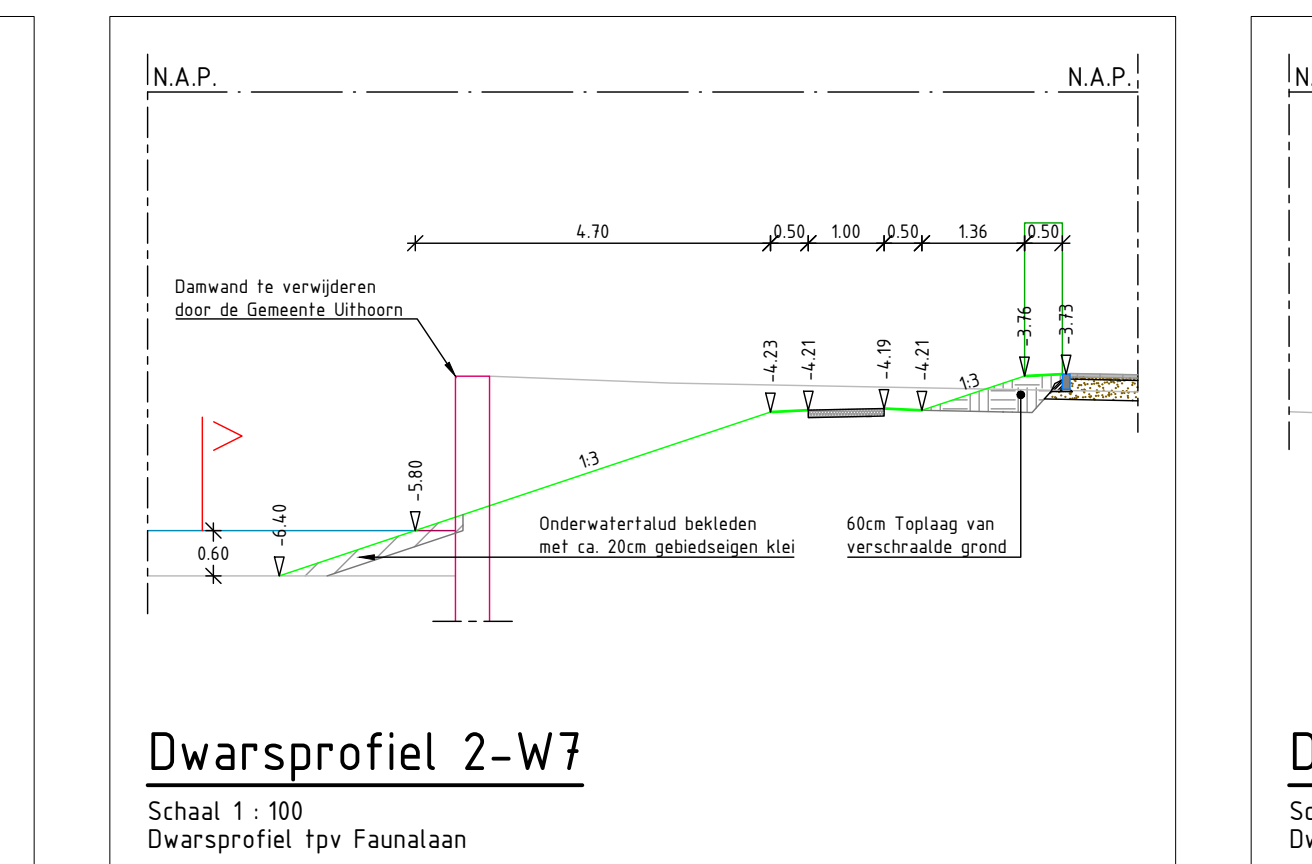 N.A.P.
N.A.P.
N.
4.70
0.50
1.00
0.50
1.36
0.50
Damwand te verwijderen
door de Gemeente Uithoorn
-4.23
-4.21
-4.19
-4.21
-3.76
-3.73
1:3
1:3
-5.80
-6.40
0.60
Onderwatertalud bekleden
met ca. 20cm gebiedseigen klei
60cm Toplaag van
verschraalde grond
Dwarsprofiel 2-W7
D
Schaal 1 : 100
Sc
Dwarsprofiel tpv Faunalaan
Dw